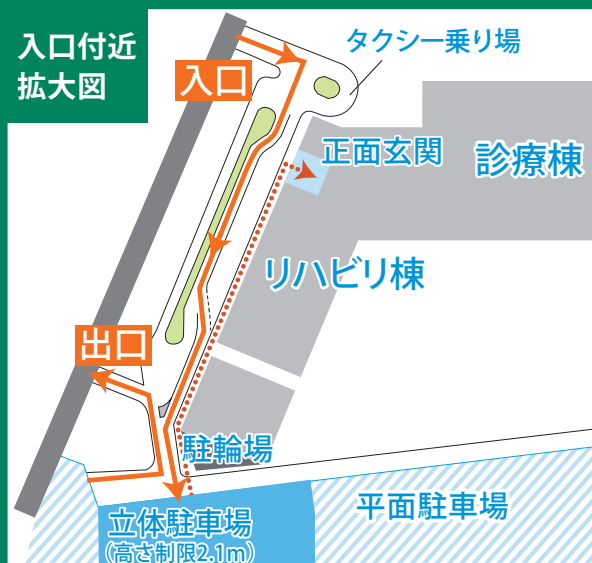 入口付近
拡大図
タクシー乗り場
入口
正面玄関
診療棟
リハビリ棟
出口
駐輪場
立体駐車場
(高さ制限2.1m)
平面駐車場